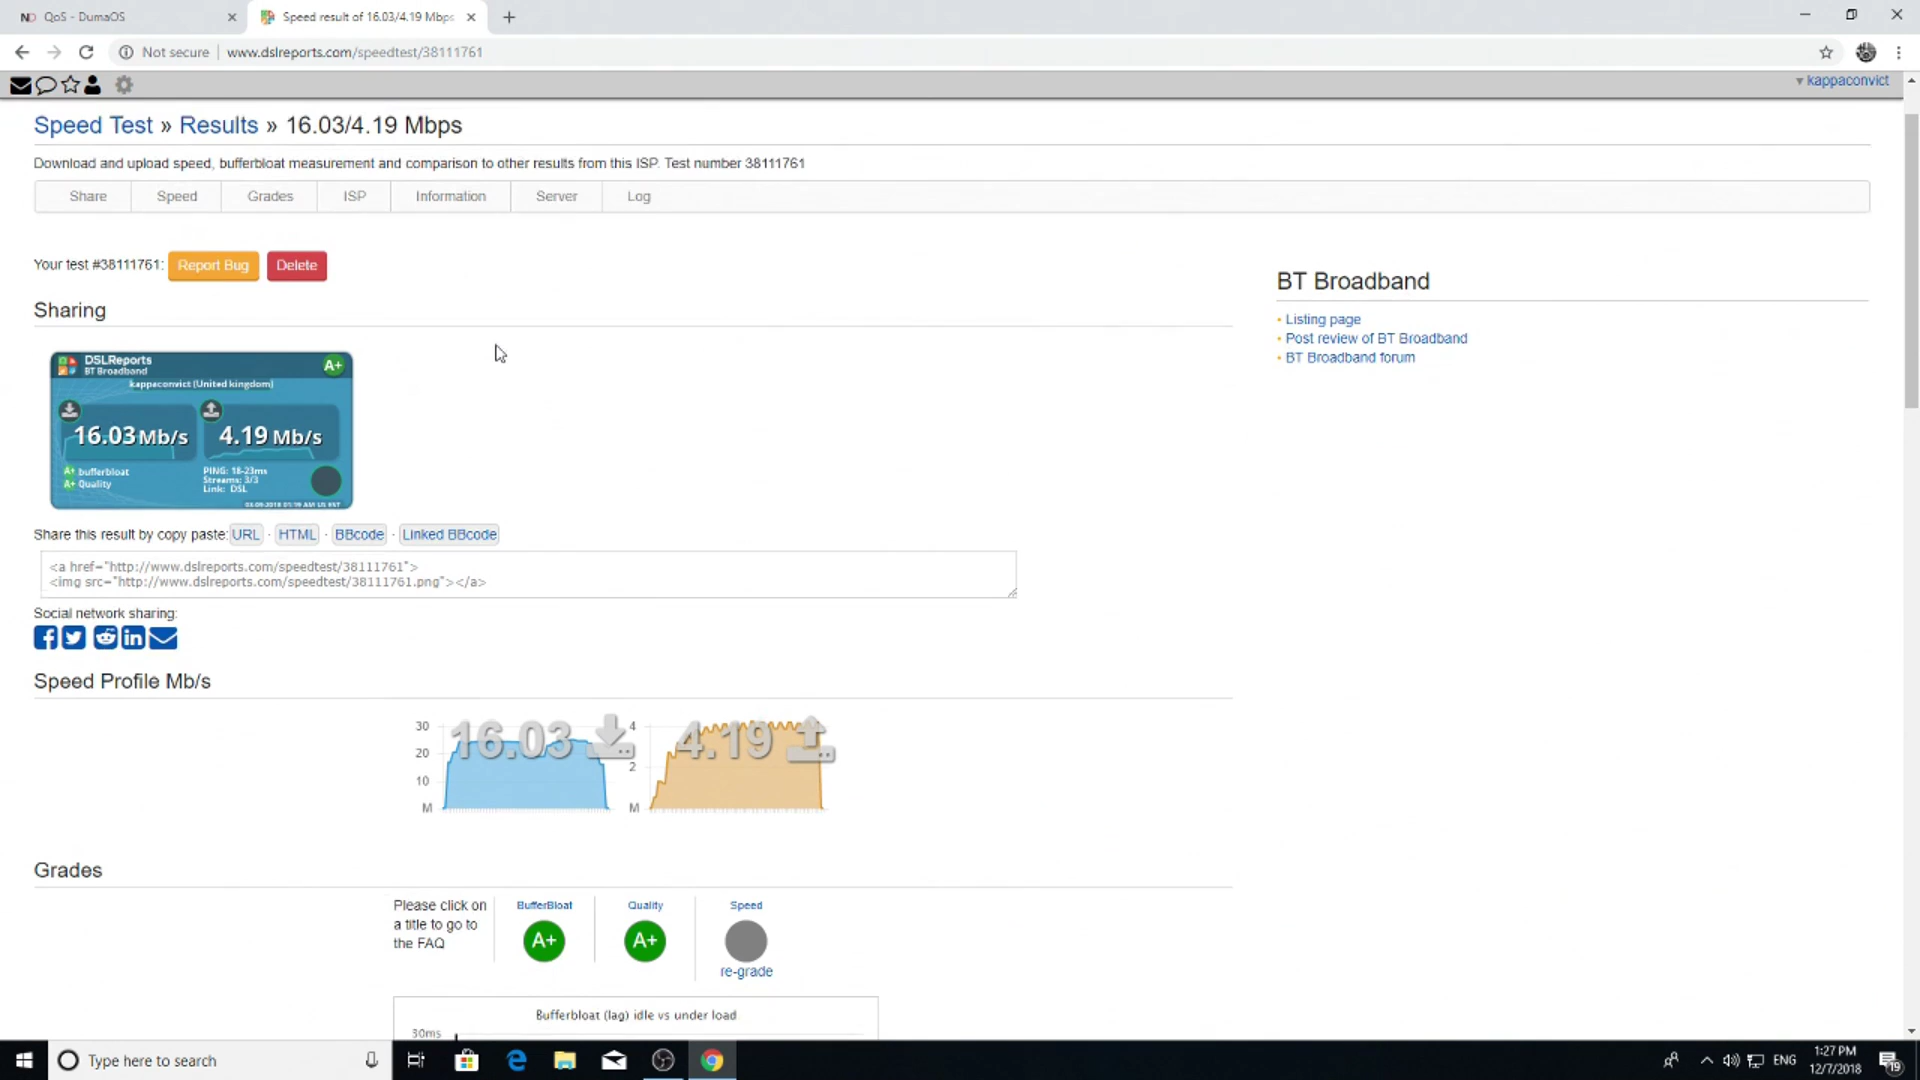 QoS - DumaOS
Speed result of 16.03/4.19 Mbps
Not secure
www.dslreports.com/speedtest/38111761
kappaconvict
Speed Test » Results » 16.03/4.19 Mbps
Download and upload speed, bufferbloat measurement and comparison to other results from this ISP. Test number 38111761
Share
Speed
Grades
ISP
Information
Server
Log
Your test #38111761:
Report Bug
Delete
BT Broadband
• Listing page
• Post review of BT Broadband
• BT Broadband forum
Sharing
DSLReports
BT Broadband
A+
kappaconvict (United kingdom)
16.03 Mb/s
4.19 Mb/s
A+ bufferbloat
A+ Quality
PING: 18-23ms
Streams: 3/3
Link: DSL
Share this result by copy paste: URL · HTML · BBcode · Linked BBcode
<a href="http://www.dslreports.com/speedtest/38111761">
<img src="http://www.dslreports.com/speedtest/38111761.png"></a>
Social network sharing:
Speed Profile Mb/s
30
20
10
M
16.03
4
2
M
4.19
Grades
Please click on
a title to go to
the FAQ
BufferBloat
A+
Quality
A+
Speed
re-grade
Bufferbloat (lag) idle vs under load
30ms
Type here to search
ENG
1:27 PM
12/7/2018
19